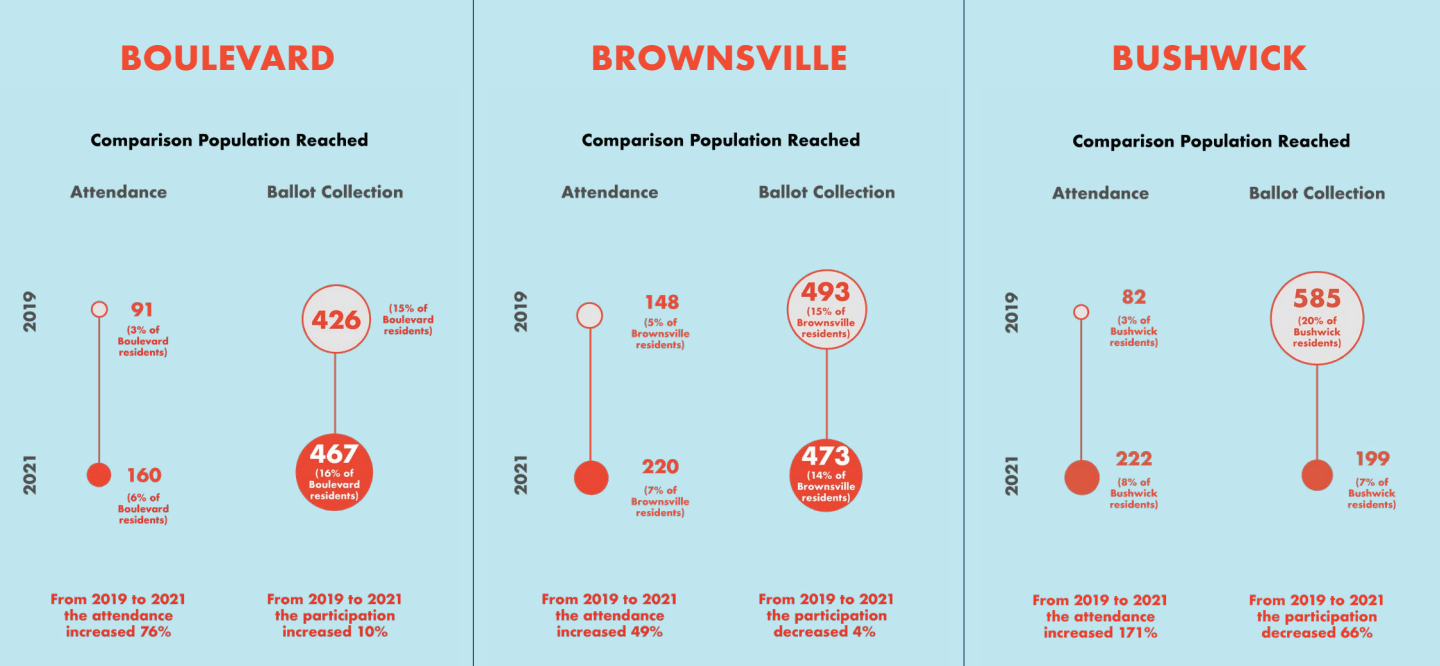 BOULEVARD
Comparison Population Reached
Attendance
Ballot Collection
2019
91
(3% of
Boulevard
residents)
426
(15% of
Boulevard
residents)
2021
160
(6% of
Boulevard
residents)
467
(16% of
Boulevard
residents)
From 2019 to 2021
the attendance
increased 76%
From 2019 to 2021
the participation
increased 10%
BROWNSVILLE
Comparison Population Reached
Attendance
Ballot Collection
2019
148
(5% of
Brownsville
residents)
493
(15% of
Brownsville
residents)
2021
220
(7% of
Brownsville
residents)
473
(14% of
Brownsville
residents)
From 2019 to 2021
the attendance
increased 49%
From 2019 to 2021
the participation
decreased 4%
BUSHWICK
Comparison Population Reached
Attendance
Ballot Collection
2019
82
(3% of
Bushwick
residents)
585
(20% of
Bushwick
residents)
2021
222
(8% of
Bushwick
residents)
199
(7% of
Bushwick
residents)
From 2019 to 2021
the attendance
increased 171%
From 2019 to 2021
the participation
decreased 66%